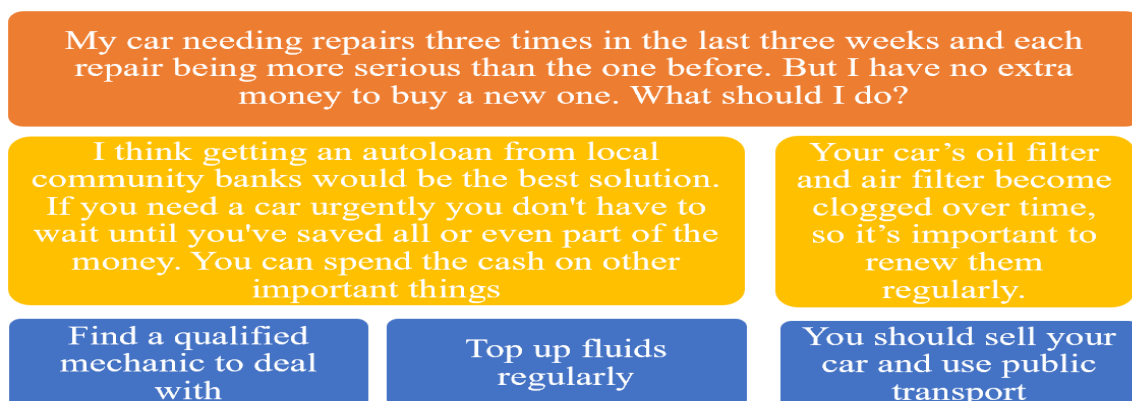 My car needing repairs three times in the last three weeks and each
repair being more serious than the one before. But I have no extra
money to buy a new one. What should I do?
I think getting an autoloan from local
community banks would be the best solution.
If you need a car urgently you don't have to
wait until you've saved all or even part of the
money. You can spend the cash on other
important things
Your car’s oil filter
and air filter become
clogged over time,
so it’s important to
renew them
regularly.
Find a qualified
mechanic to deal
with
Top up fluids
regularly
You should sell your
car and use public
transport